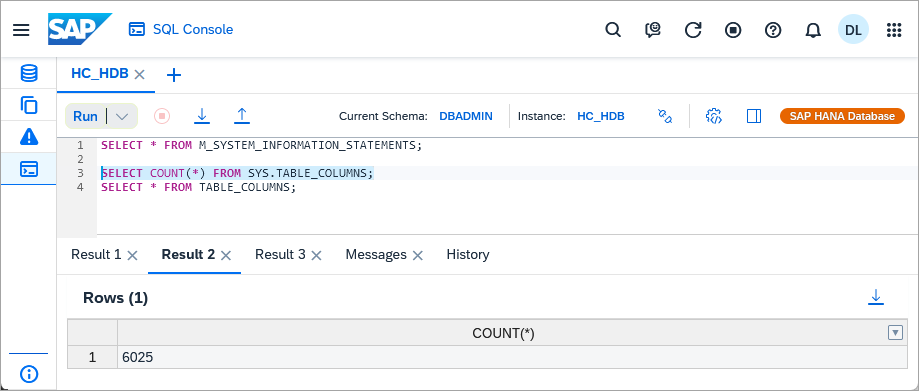 SAP SQL Console DL
HC_HDB
Run Current Schema: DBADMIN Instance: HC_HDB SAP HANA Database
1 SELECT * FROM M_SYSTEM_INFORMATION_STATEMENTS;
2
3 SELECT COUNT(*) FROM SYS.TABLE_COLUMNS;
4 SELECT * FROM TABLE_COLUMNS;
Result 1 Result 2 Result 3 Messages History
Rows (1)
COUNT(*)
1 6025